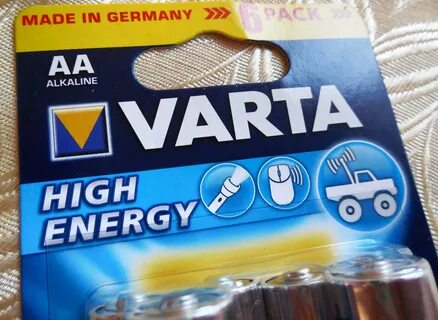 MADE IN GERMANY >>> 6 PACK >>>
AA
ALKALINE
VARTA
HIGH
ENERGY